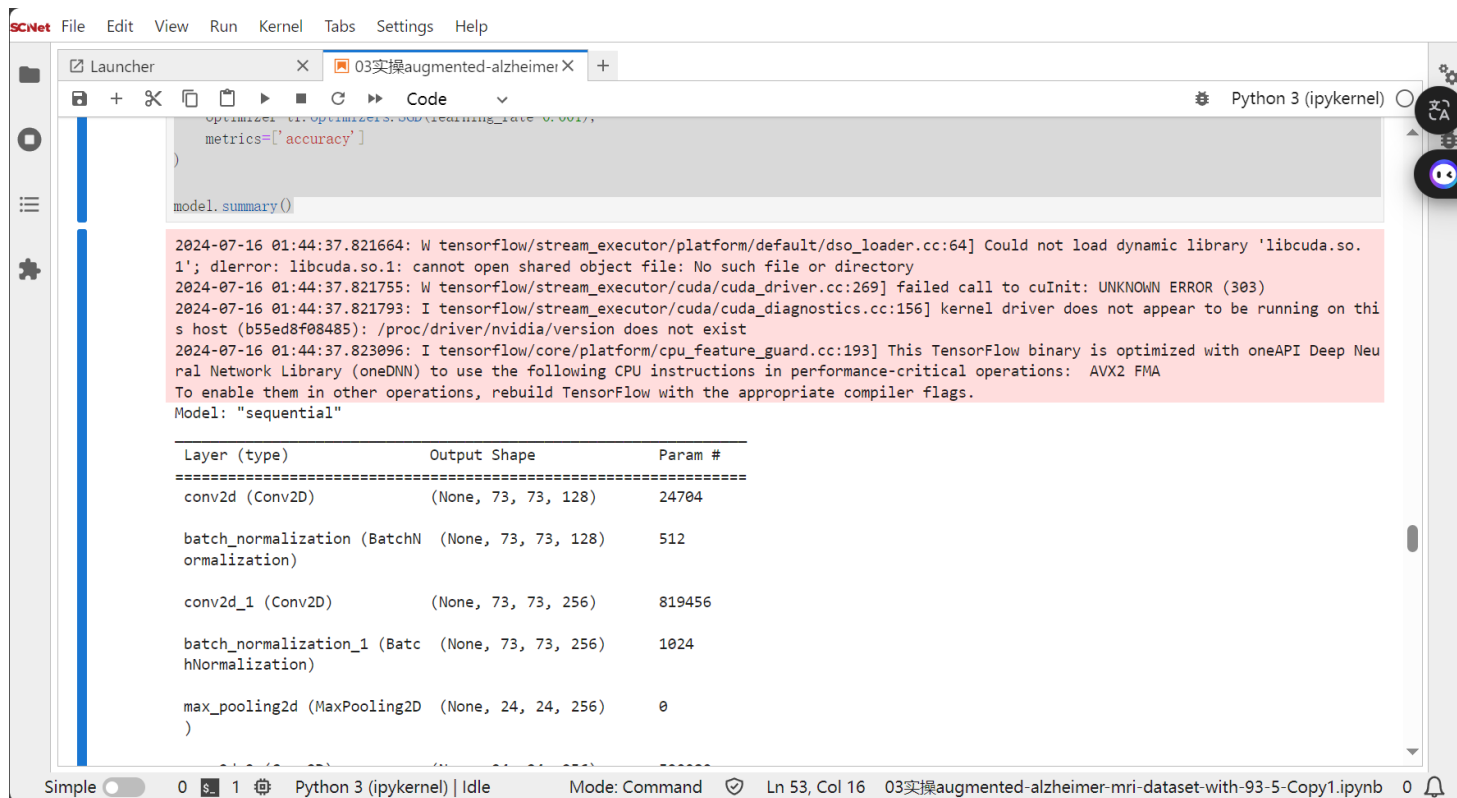 SCNet File Edit View Run Kernel Tabs Settings Help
Launcher
03实操augmented-alzheimer
Code
Python 3 (ipykernel)
metrics=['accuracy']
)
model.summary()
2024-07-16 01:44:37.821664: W tensorflow/stream_executor/platform/default/dso_loader.cc:64] Could not load dynamic library 'libcuda.so.
1'; dlerror: libcuda.so.1: cannot open shared object file: No such file or directory
2024-07-16 01:44:37.821755: W tensorflow/stream_executor/cuda/cuda_driver.cc:269] failed call to cuInit: UNKNOWN ERROR (303)
2024-07-16 01:44:37.821793: I tensorflow/stream_executor/cuda/cuda_diagnostics.cc:156] kernel driver does not appear to be running on thi
s host (b55ed8f08485): /proc/driver/nvidia/version does not exist
2024-07-16 01:44:37.823096: I tensorflow/core/platform/cpu_feature_guard.cc:193] This TensorFlow binary is optimized with oneAPI Deep Neu
ral Network Library (oneDNN) to use the following CPU instructions in performance-critical operations:  AVX2 FMA
To enable them in other operations, rebuild TensorFlow with the appropriate compiler flags.
Model: "sequential"
Layer (type) Output Shape Param #
conv2d (Conv2D) (None, 73, 73, 128) 24704
batch_normalization (BatchN (None, 73, 73, 128) 512
ormalization)
conv2d_1 (Conv2D) (None, 73, 73, 256) 819456
batch_normalization_1 (Batc (None, 73, 73, 256) 1024
hNormalization)
max_pooling2d (MaxPooling2D (None, 24, 24, 256) 0
)
Simple 0 $_ 1 Python 3 (ipykernel) | Idle Mode: Command Ln 53, Col 16 03实操augmented-alzheimer-mri-dataset-with-93-5-Copy1.ipynb 0